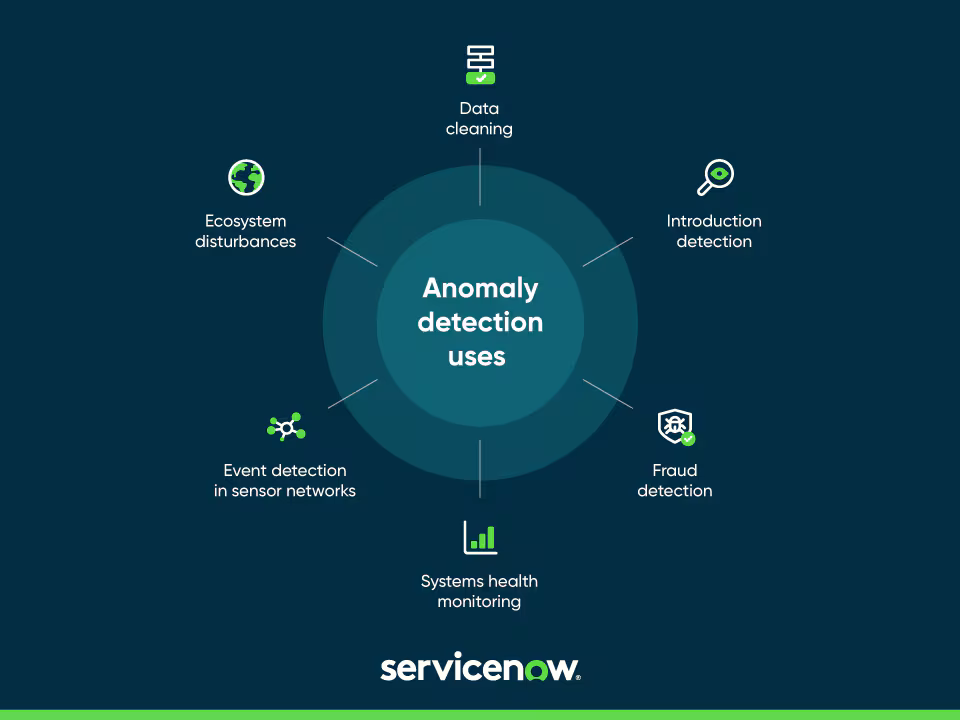 Data
cleaning
Ecosystem
disturbances
Introduction
detection
Anomaly
detection
uses
Event detection
in sensor networks
Fraud
detection
Systems health
monitoring
servicenow®